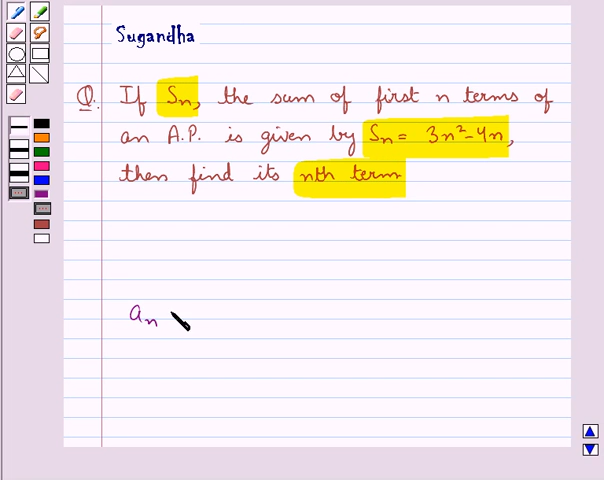 Sugandha
Q. If Sn, the sum of first n terms of
an A.P. is given by Sn = 3n²-4n,
then find its nth term
an